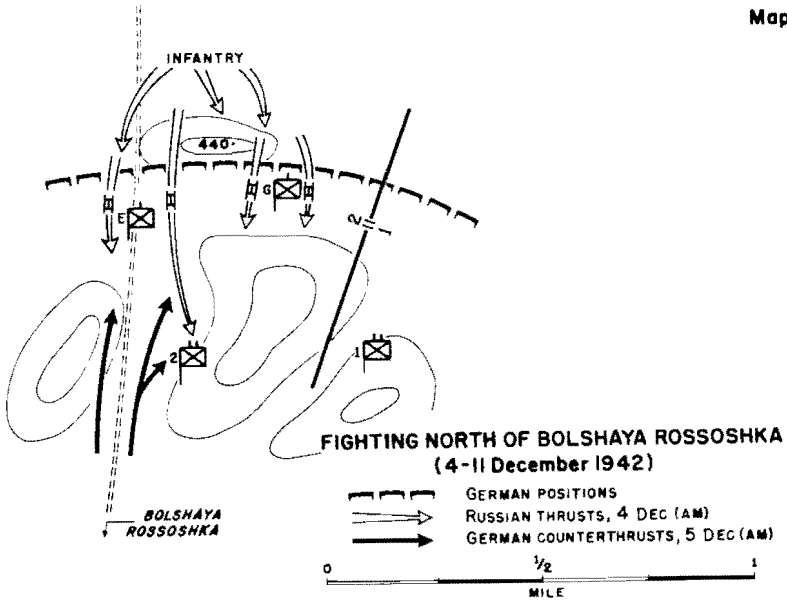 Map
INFANTRY
440
G
E
2
1
2
1
BOLSHAYA
ROSSOSHKA
FIGHTING NORTH OF BOLSHAYA ROSSOSHKA
(4-11 December 1942)
GERMAN POSITIONS
RUSSIAN THRUSTS, 4 DEC (AM)
GERMAN COUNTERTHRUSTS, 5 DEC (AM)
0 1/2 1
MILE